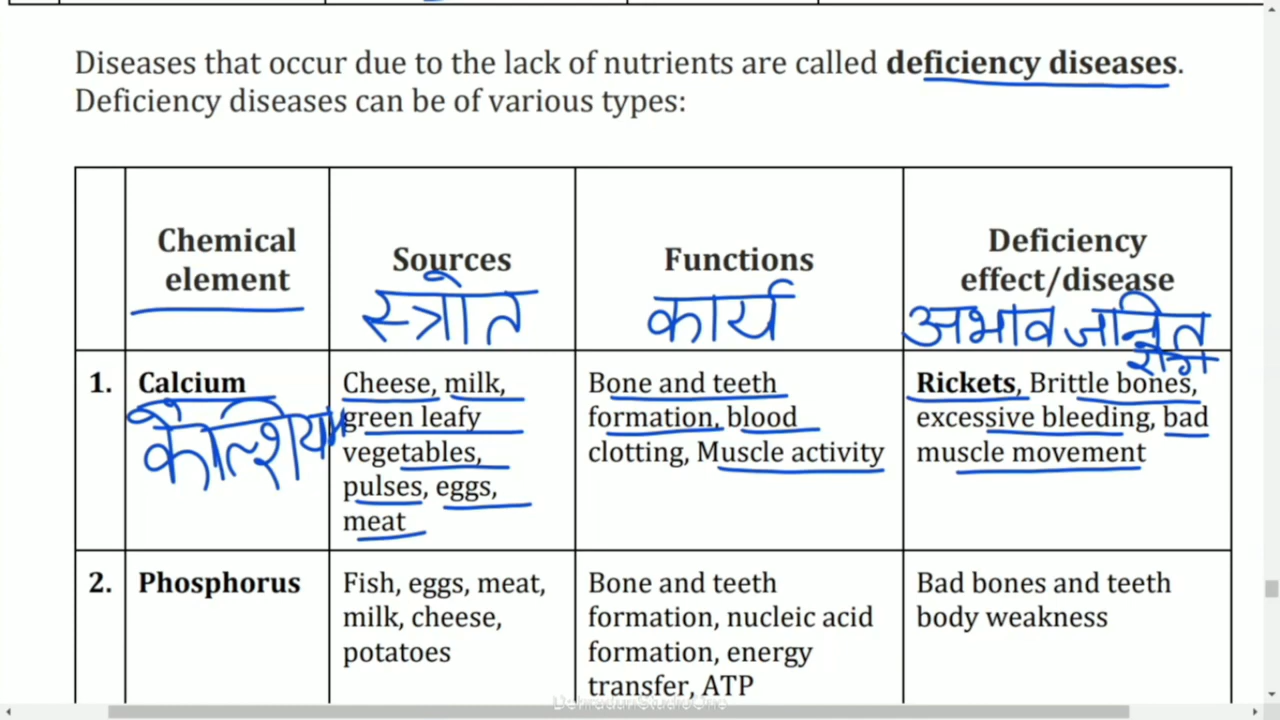 Diseases that occur due to the lack of nutrients are called deficiency diseases.
Deficiency diseases can be of various types:
Chemical
element
Sources
स्त्रोत
Functions
कार्य
Deficiency
effect/disease
अभाव जनित
रोग
1.
Calcium
कैल्शियम
Cheese, milk,
green leafy
vegetables,
pulses, eggs,
meat
Bone and teeth
formation, blood
clotting, Muscle activity
Rickets, Brittle bones,
excessive bleeding, bad
muscle movement
2.
Phosphorus
Fish, eggs, meat,
milk, cheese,
potatoes
Bone and teeth
formation, nucleic acid
formation, energy
transfer, ATP
Bad bones and teeth
body weakness
DehradunStudioOne